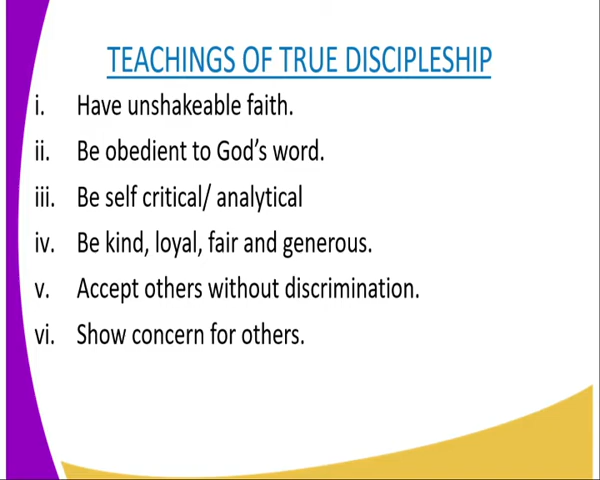 TEACHINGS OF TRUE DISCIPLESHIP
i. Have unshakeable faith.
ii. Be obedient to God’s word.
iii. Be self critical/ analytical
iv. Be kind, loyal, fair and generous.
v. Accept others without discrimination.
vi. Show concern for others.